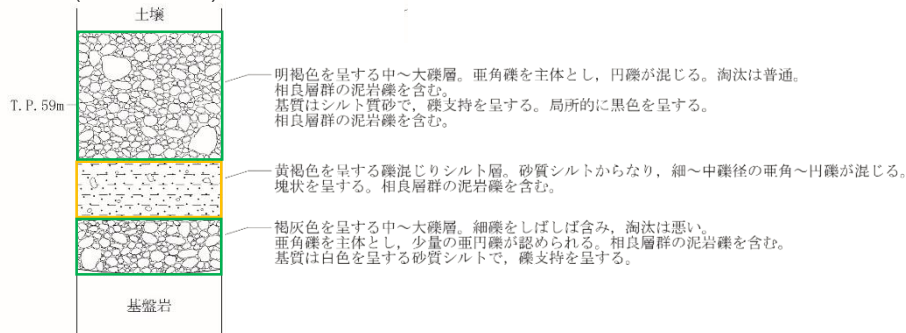 土壌
明褐色を呈する中～大礫層。亜角礫を主体とし，円礫が混じる。淘汰は普通。
相良層群の泥岩礫を含む。
基質はシルト質砂で，礫支持を呈する。局所的に黒色を呈する。
相良層群の泥岩礫を含む。
T.P.59m
黄褐色を呈する礫混じりシルト層。砂質シルトからなり，細～中礫径の亜角～円礫が混じる。
塊状を呈する。相良層群の泥岩礫を含む。
褐灰色を呈する中～大礫層。細礫をしばしば含み，淘汰は悪い。
亜角礫を主体とし，少量の亜円礫が認められる。相良層群の泥岩礫を含む。
基質は白色を呈する砂質シルトで，礫支持を呈する。
基盤岩